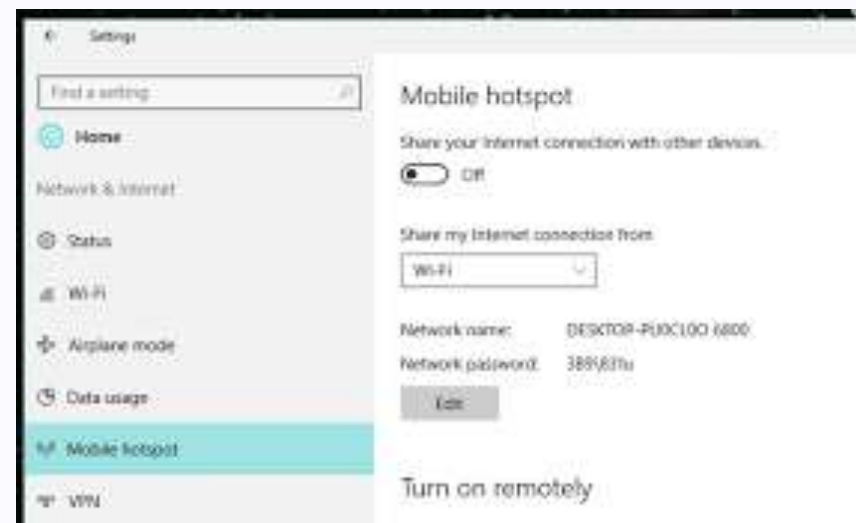 Settings
Find a setting
Home
Network & Internet
Status
Wi-Fi
Airplane mode
Data usage
Mobile hotspot
VPN
Mobile hotspot
Share your Internet connection with other devices.
Off
Share my Internet connection from
Wi-Fi
Network name:
Network password:
Edit
Turn on remotely